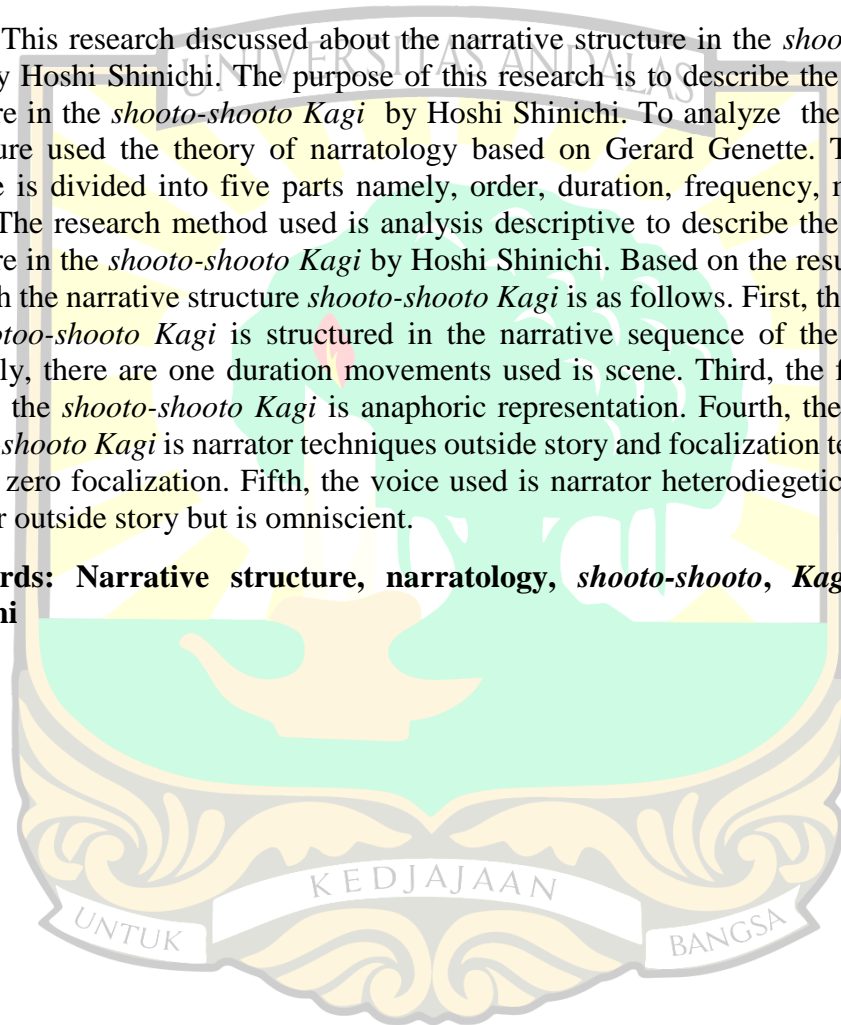 This research discussed about the narrative structure in the shoo
y Hoshi Shinichi. The purpose of this research is to describe the
re in the shooto-shooto Kagi by Hoshi Shinichi. To analyze the
ure used the theory of narratology based on Gerard Genette. T
e is divided into five parts namely, order, duration, frequency,
The research method used is analysis descriptive to describe the
re in the shooto-shooto Kagi by Hoshi Shinichi. Based on the resu
h the narrative structure shooto-shooto Kagi is as follows. First, th
otoo-shooto Kagi is structured in the narrative sequence of the
ly, there are one duration movements used is scene. Third, the f
the shooto-shooto Kagi is anaphoric representation. Fourth, the
-shooto Kagi is narrator techniques outside story and focalization te
zero focalization. Fifth, the voice used is narrator heterodiegetic
r outside story but is omniscient.
rds: Narrative structure, narratology, shooto-shooto, Kag
ni
UNIVERSITAS ANDALAS
KEDJAJAAN
UNTUK
BANGSA